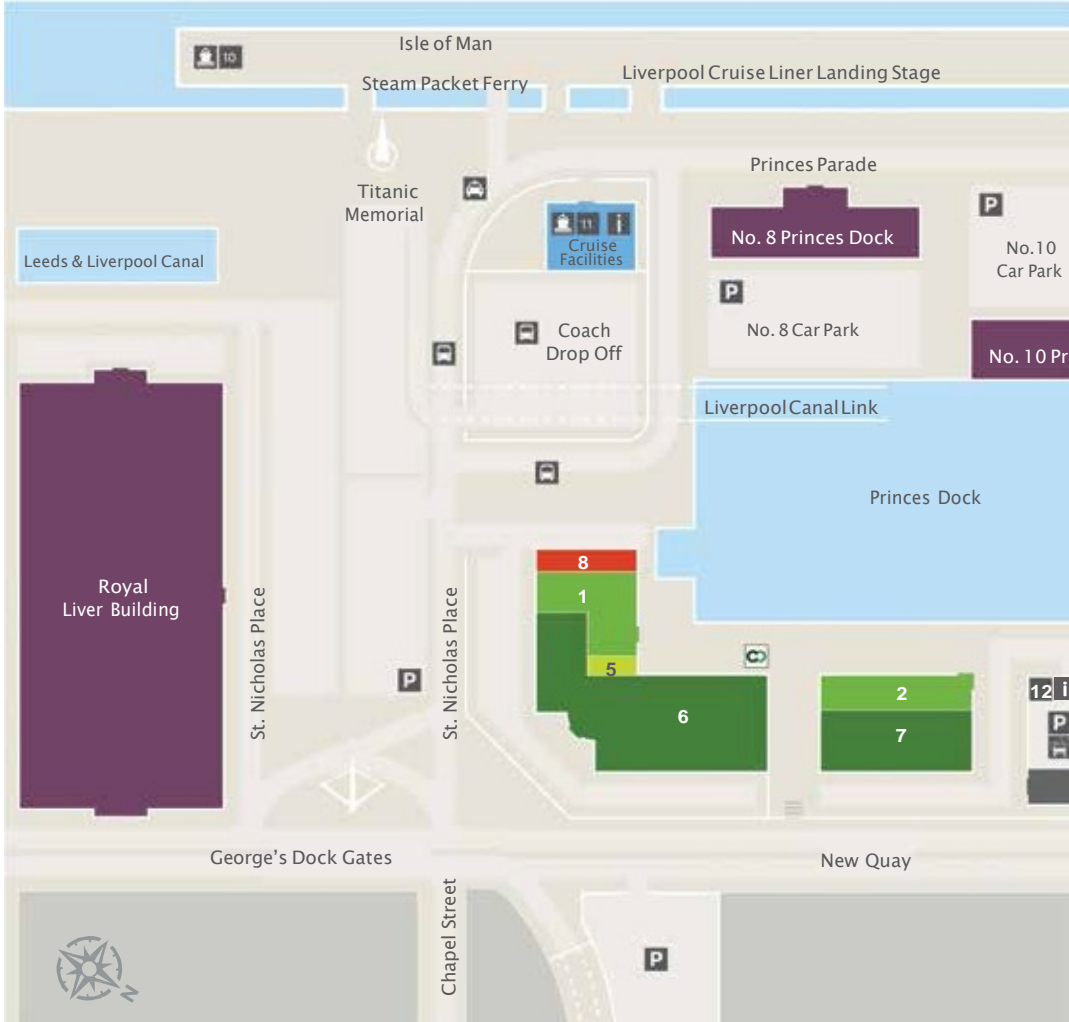 Isle of Man
10
Steam Packet Ferry
Liverpool Cruise Liner Landing Stage
Princes Parade
Titanic
Memorial
P
No. 8 Princes Dock
11 i
Cruise
Facilities
No.10
Car Park
Leeds & Liverpool Canal
P
Coach
Drop Off
No. 8 Car Park
No. 10 Pr
Liverpool Canal Link
Princes Dock
8
1
Royal
Liver Building
St. Nicholas Place
St. Nicholas Place
5
P
6
2
7
12 i
P
George's Dock Gates
New Quay
Chapel Street
P
N